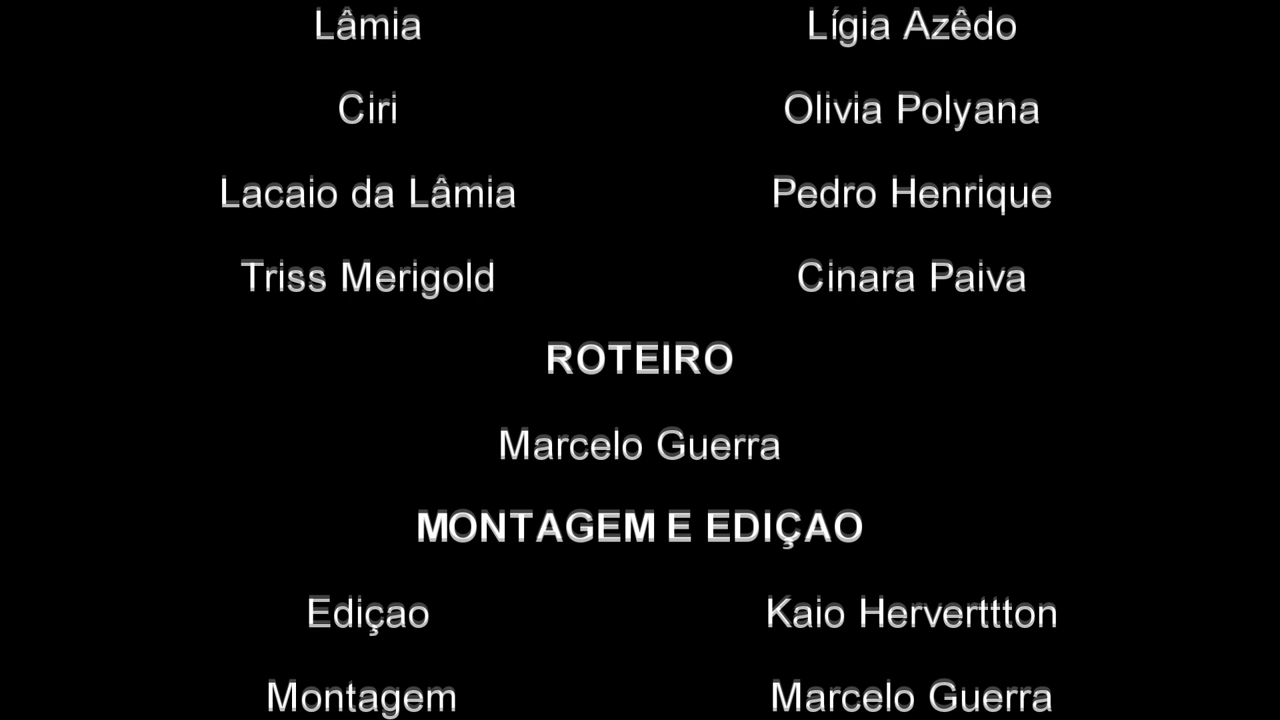 Lâmia Lígia Azêdo
Ciri Olivia Polyana
Lacaio da Lâmia Pedro Henrique
Triss Merigold Cinara Paiva
ROTEIRO
Marcelo Guerra
MONTAGEM E EDIÇAO
Ediçao Kaio Herverttton
Montagem Marcelo Guerra